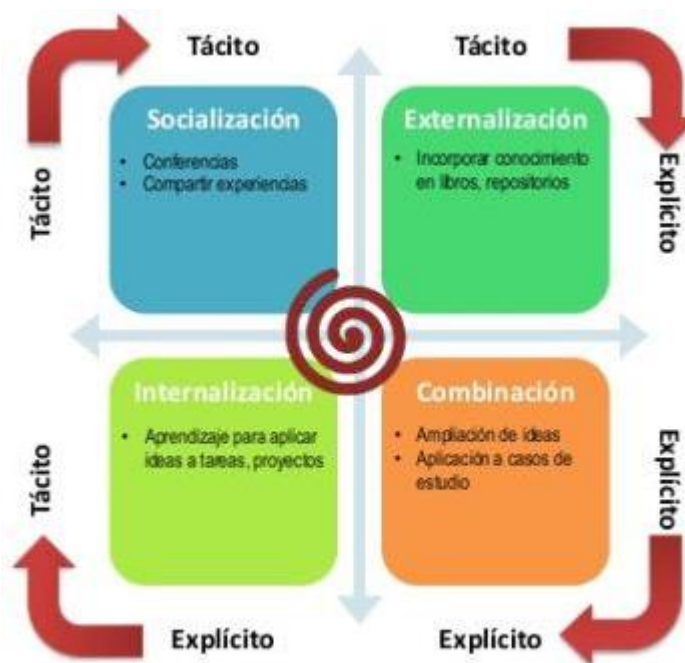 Tácito
Tácito
Tácito
Socialización
• Conferencias
• Compartir experiencias
Externalización
• Incorporar conocimiento
en libros, repositorios
Explícito
Tácito
Internalización
• Aprendizaje para aplicar
ideas a tareas, proyectos
Combinación
• Ampliación de ideas
• Aplicación a casos de
estudio
Explícito
Explícito
Explícito